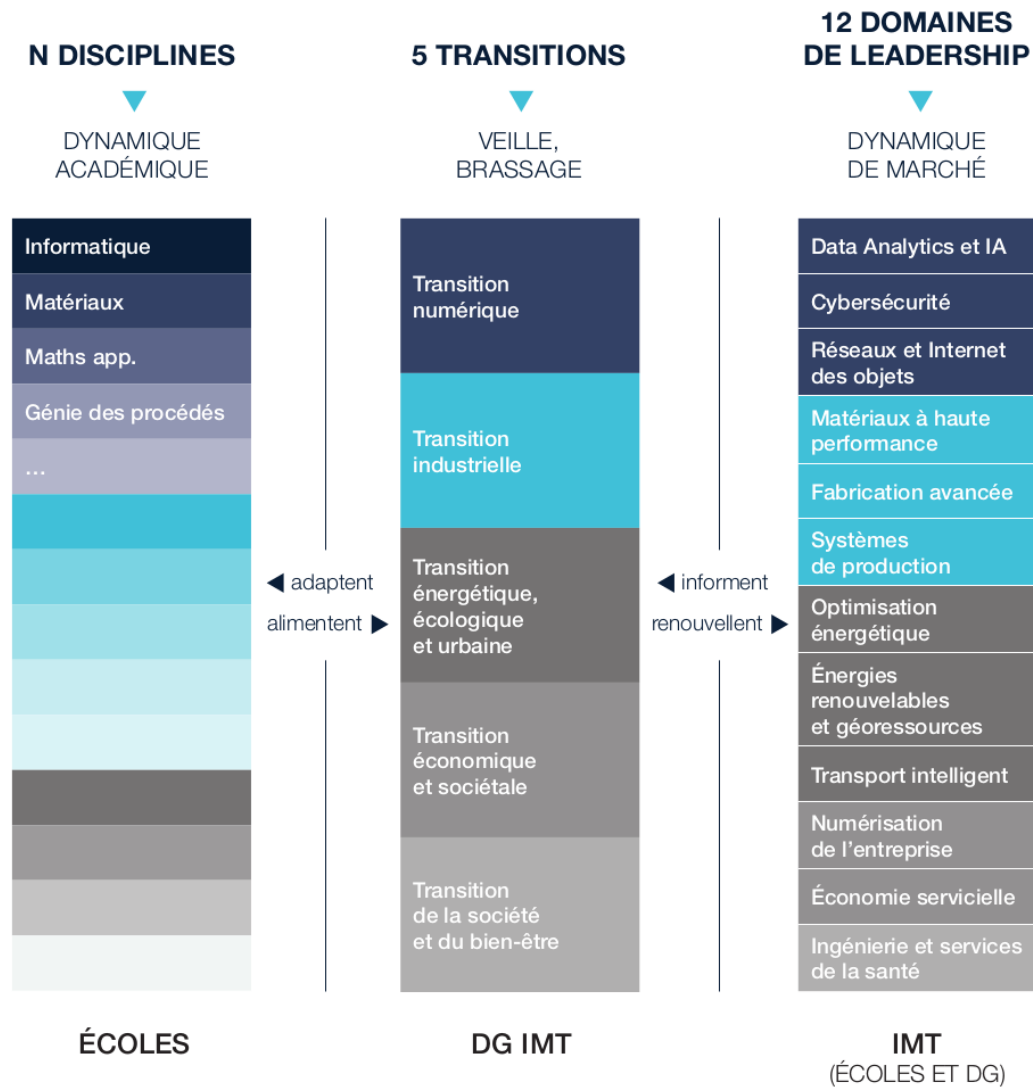 N DISCIPLINES
DYNAMIQUE
ACADÉMIQUE
Informatique
Matériaux
Maths app.
Génie des procédés
...
ÉCOLES
adaptent
alimentent
5 TRANSITIONS
VEILLE,
BRASSAGE
Transition
numérique
Transition
industrielle
Transition
énergétique,
écologique
et urbaine
Transition
économique
et sociétale
Transition
de la société
et du bien-être
DG IMT
informent
renouvellent
12 DOMAINES
DE LEADERSHIP
DYNAMIQUE
DE MARCHÉ
Data Analytics et IA
Cybersécurité
Réseaux et Internet
des objets
Matériaux à haute
performance
Fabrication avancée
Systèmes
de production
Optimisation
énergétique
Énergies
renouvelables
et géoressources
Transport intelligent
Numérisation
de l'entreprise
Économie servicielle
Ingénierie et services
de la santé
IMT
(ÉCOLES ET DG)